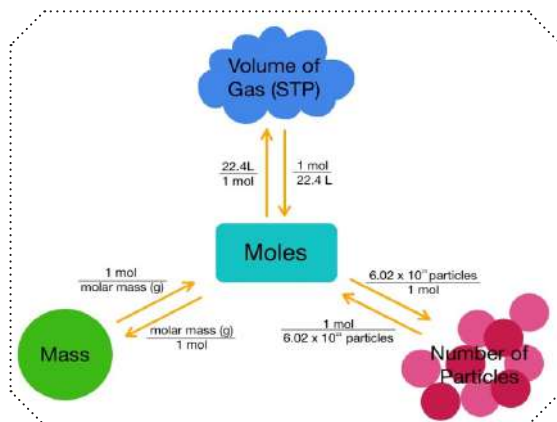 Volume of
Gas (STP)
22.4L
1 mol
1 mol
22.4 L
Moles
1 mol
molar mass (g)
molar mass (g)
1 mol
6.02 x 10²³ particles
1 mol
1 mol
6.02 x 10²³ particles
Mass
Number of
Particles